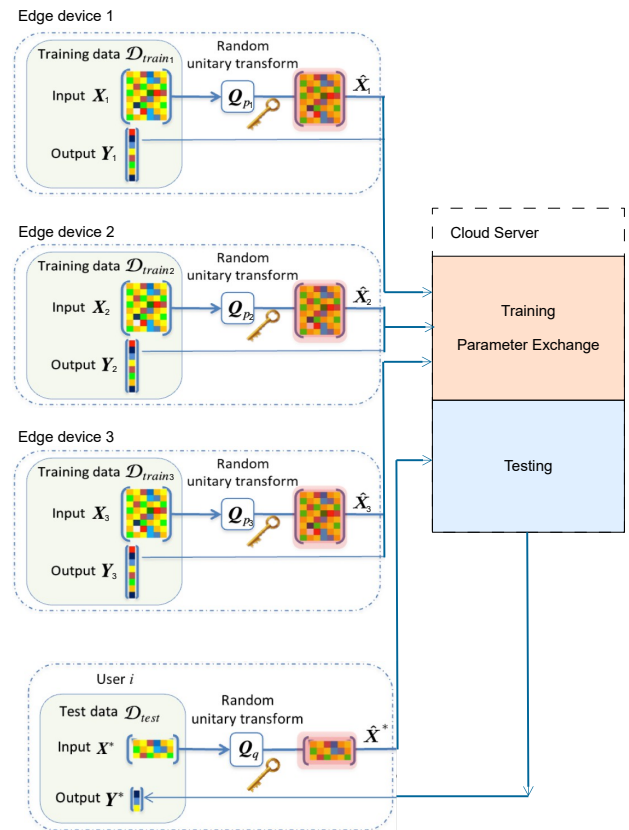 Edge device 1
Training data 𝒟train₁
Random
unitary transform
Input X₁
Qp₁
X̂₁
Output Y₁
Edge device 2
Training data 𝒟train₂
Random
unitary transform
Input X₂
Qp₂
X̂₂
Output Y₂
Edge device 3
Training data 𝒟train₃
Random
unitary transform
Input X₃
Qp₃
X̂₃
Output Y₃
Cloud Server
Training
Parameter Exchange
Testing
User i
Test data 𝒟test
Random
unitary transform
Input X*
Qq
X̂*
Output Y*